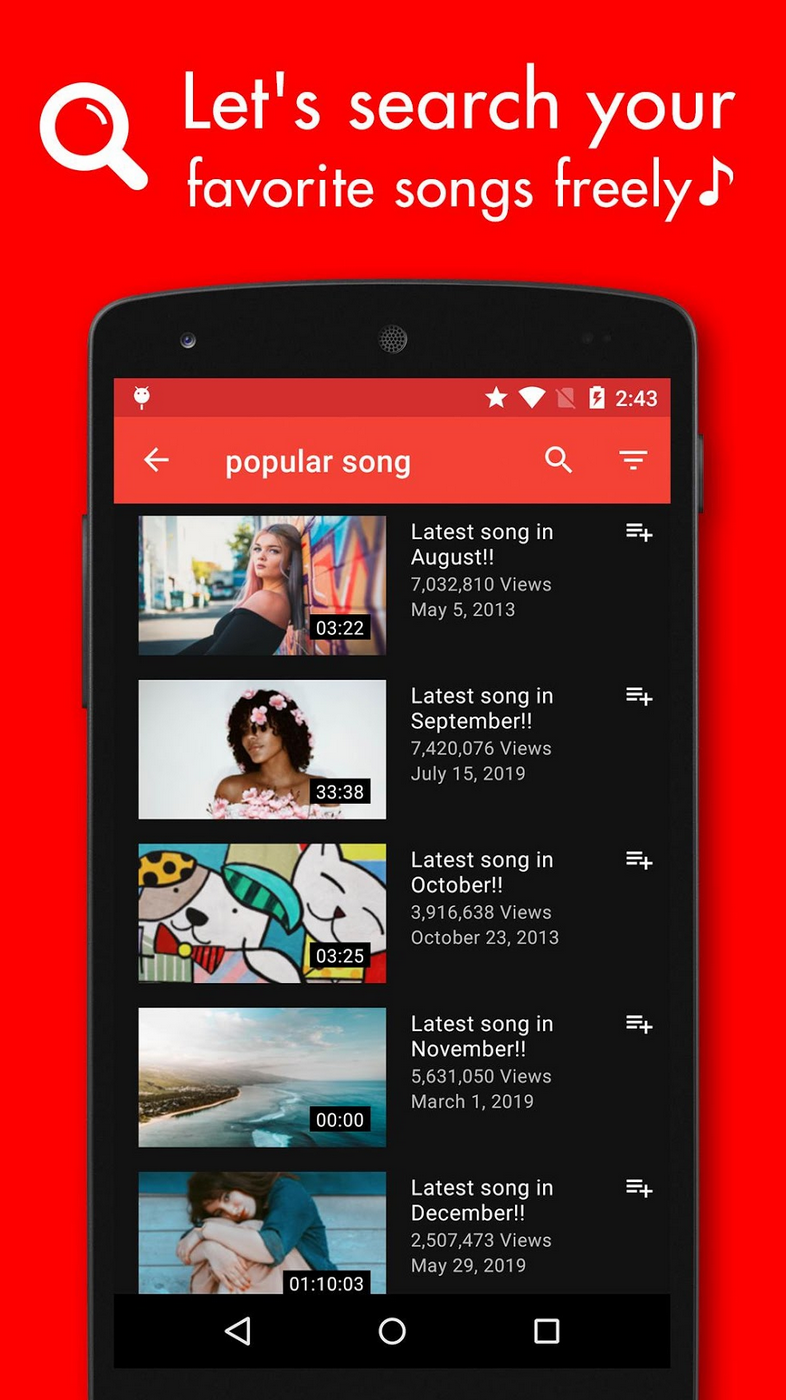 Let's search your
favorite songs freely♪
2:43
popular song
Latest song in
August!!
7,032,810 Views
May 5, 2013
03:22
Latest song in
September!!
7,420,076 Views
July 15, 2019
33:38
Latest song in
October!!
3,916,638 Views
October 23, 2013
03:25
Latest song in
November!!
5,631,050 Views
March 1, 2019
00:00
Latest song in
December!!
2,507,473 Views
May 29, 2019
01:10:03